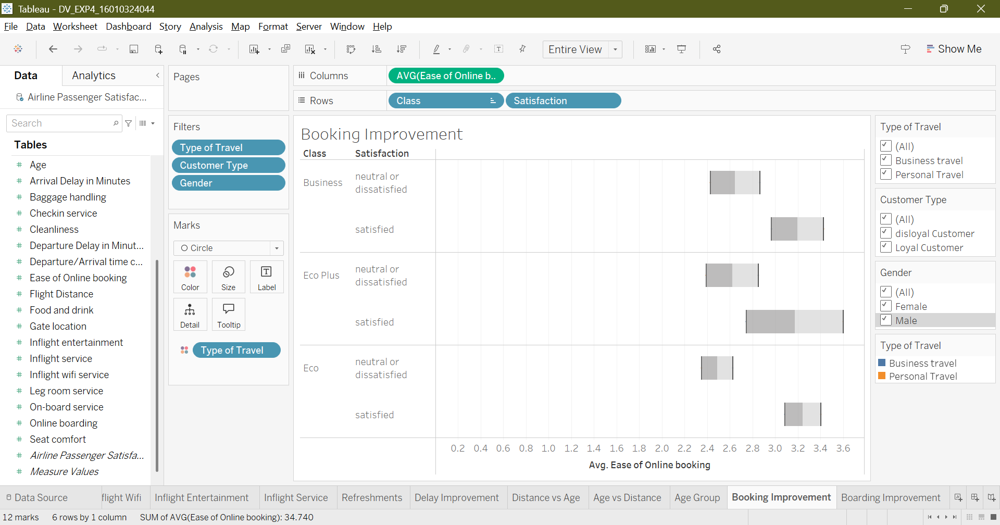 Tableau - DV_EXP4_16010324044
File Data Worksheet Dashboard Story Analysis Map Format Server Window Help
Entire View
Show Me
Data Analytics
Airline Passenger Satisfac...
Search
Tables
Age
Arrival Delay in Minutes
Baggage handling
Checkin service
Cleanliness
Departure Delay in Minut...
Departure/Arrival time c...
Ease of Online booking
Flight Distance
Food and drink
Gate location
Inflight entertainment
Inflight service
Inflight wifi service
Leg room service
On-board service
Online boarding
Seat comfort
Airline Passenger Satisfa...
Measure Values
Pages
Filters
Type of Travel
Customer Type
Gender
Marks
Circle
Color Size Label
Detail Tooltip
Type of Travel
Columns AVG(Ease of Online b..
Rows Class Satisfaction
Booking Improvement
Class Satisfaction
Business neutral or
dissatisfied
satisfied
Eco Plus neutral or
dissatisfied
satisfied
Eco neutral or
dissatisfied
satisfied
0.2 0.4 0.6 0.8 1.0 1.2 1.4 1.6 1.8 2.0 2.2 2.4 2.6 2.8 3.0 3.2 3.4 3.6
Avg. Ease of Online booking
Type of Travel
(All)
Business travel
Personal Travel
Customer Type
(All)
disloyal Customer
Loyal Customer
Gender
(All)
Female
Male
Type of Travel
Business travel
Personal Travel
Data Source flight Wifi Inflight Entertainment Inflight Service Refreshments Delay Improvement Distance vs Age Age vs Distance Age Group Booking Improvement Boarding Improvement
12 marks 6 rows by 1 column SUM of AVG(Ease of Online booking): 34.740